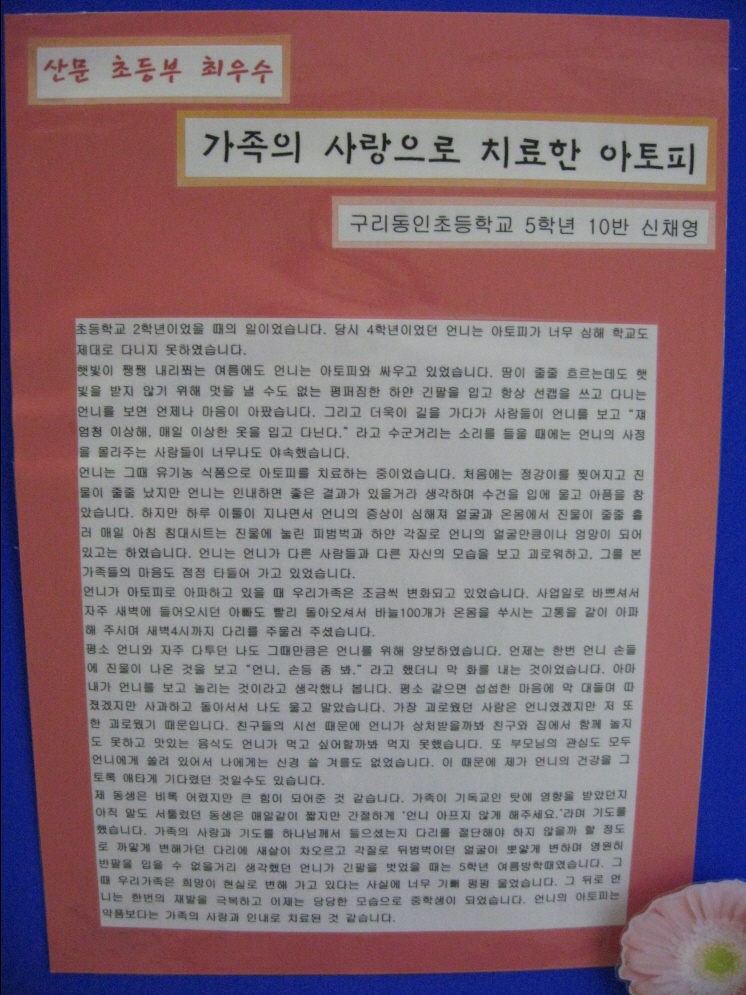 산문 초등부 최우수
가족의 사랑으로 치료한 아토피
구리동인초등학교 5학년 10반 신채영
초등학교 2학년이었을 때의 일이었습니다. 당시 4학년이었던 언니는 아토피가 너무 심해 학교도
제대로 다니지 못하였습니다.
햇빛이 쨍쨍 내리쬐는 여름에도 언니는 아토피와 싸우고 있었습니다. 땀이 줄줄 흐르는데도 햇
빛을 받지 않기 위해 멋을 낼 수도 없는 평퍼짐한 하얀 긴팔을 입고 항상 선캡을 쓰고 다니는
언니를 보면 언제나 마음이 아팠습니다. 그리고 더욱이 길을 가다가 사람들이 언니를 보고 "쟤
엄청 이상해, 매일 이상한 옷을 입고 다닌다." 라고 수군거리는 소리를 들을 때에는 언니의 사정
을 몰라주는 사람들이 너무나도 야속했습니다.
언니는 그때 유기농 식품으로 아토피를 치료하는 중이었습니다. 처음에는 정강이를 찢어지고 진
물이 줄줄 났지만 언니는 인내하면 좋은 결과가 있을거라 생각하며 수건을 입에 물고 아픔을 참
았습니다. 하지만 하루 이틀이 지나면서 언니의 증상이 심해져 얼굴과 온몸에서 진물이 줄줄 흘
러 매일 아침 침대시트는 진물에 눌린 피범벅과 하얀 각질로 언니의 얼굴만큼이나 엉망이 되어
있고는 하였습니다. 언니는 언니가 다른 사람들과 다른 자신의 모습을 보고 괴로워하고, 그를 본
가족들의 마음도 점점 타들어 가고 있었습니다.
언니가 아토피로 아파하고 있을 때 우리가족은 조금씩 변화되고 있었습니다. 사업일로 바쁘셔서
자주 새벽에 들어오시던 아빠도 빨리 돌아오셔서 바늘100개가 온몸을 쑤시는 고통을 같이 아파
해 주시며 새벽4시까지 다리를 주물러 주셨습니다.
평소 언니와 자주 다투던 나도 그때만큼은 언니를 위해 양보하였습니다. 언제는 한번 언니 손등
에 진물이 나온 것을 보고 "언니, 손등 좀 봐." 라고 했더니 막 화를 내는 것이었습니다. 아마
내가 언니를 보고 놀리는 것이라고 생각했나 봅니다. 평소 같으면 섭섭한 마음에 막 대들며 따
졌겠지만 사과하고 돌아서서 나도 울고 말았습니다. 가장 괴로웠던 사람은 언니였겠지만 저 또
한 괴로웠기 때문입니다. 친구들의 시선 때문에 언니가 상처받을까봐 친구와 집에서 함께 놀지
도 못하고 맛있는 음식도 언니가 먹고 싶어할까봐 먹지 못했습니다. 또 부모님의 관심도 모두
언니에게 쏠려 있어서 나에게는 신경 쓸 겨를도 없었습니다. 이 때문에 제가 언니의 건강을 그
토록 애타게 기다렸던 것일수도 있습니다.
제 동생은 비록 어렸지만 큰 힘이 되어준 것 같습니다. 가족이 기독교인 탓에 영향을 받았던지
아직 말도 서툴렀던 동생은 매일같이 짧지만 간절하게 '언니 아프지 않게 해주세요.'라며 기도를
했습니다. 가족의 사랑과 기도를 하나님께서 들으셨는지 다리를 절단해야 하지 않을까 할 정도
로 까맣게 변해가던 다리에 새살이 차오르고 각질로 뒤범벅이던 얼굴이 뽀얗게 변하며 영원히
반팔을 입을 수 없을거리 생각했던 언니가 긴팔을 벗었을 때는 5학년 여름방학때였습니다. 그
때 우리가족은 희망이 현실로 변해 가고 있다는 사실에 너무 기뻐 펑펑 울었습니다. 그 뒤로 언
니는 한번의 재발을 극복하고 이제는 당당한 모습으로 중학생이 되었습니다. 언니의 아토피는
약품보다는 가족의 사랑과 인내로 치료된 것 같습니다.